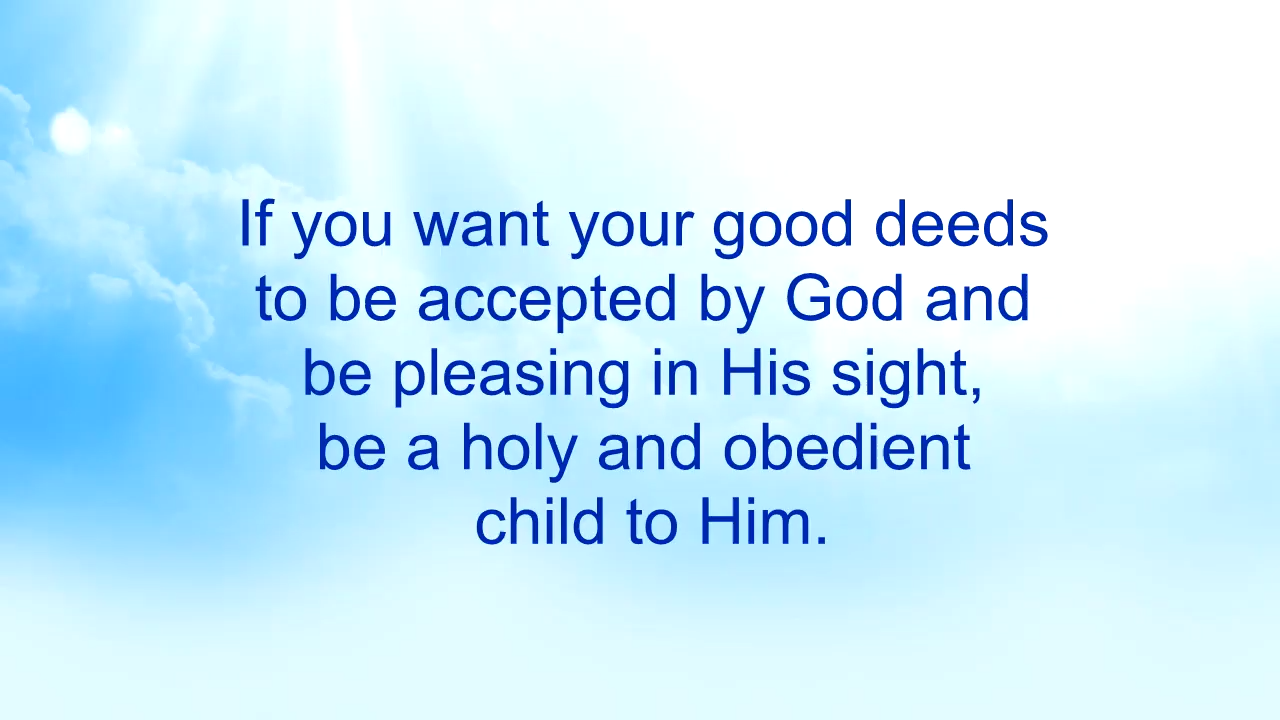 If you want your good deeds
to be accepted by God and
be pleasing in His sight,
be a holy and obedient
child to Him.